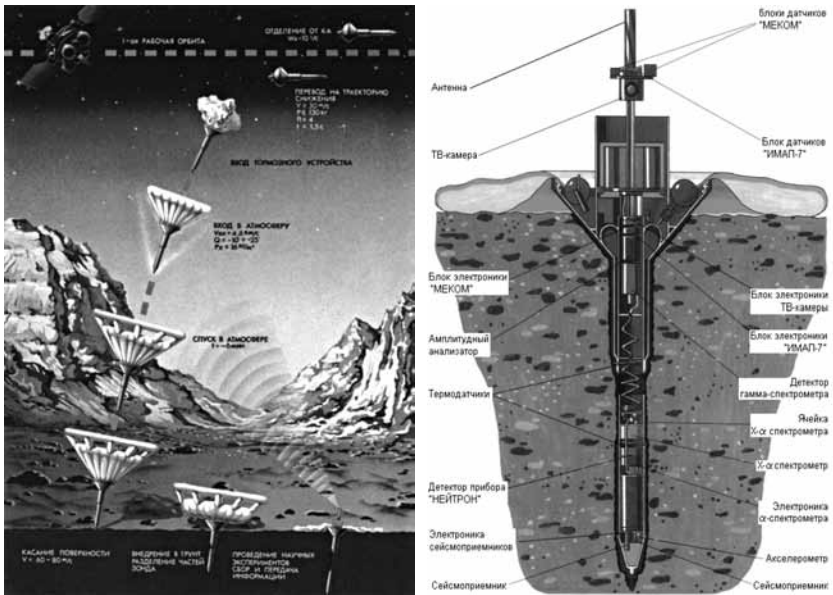 1-ая РАБОЧАЯ ОРБИТА
ОТДЕЛЕНИЕ ОТ КА
ПЕРЕВОД НА ТРАЕКТОРИЮ
СНИЖЕНИЯ
ВВОД ТОРМОЗНОГО УСТРОЙСТВА
ВХОД В АТМОСФЕРУ
СПУСК В АТМОСФЕРЕ
КАСАНИЕ ПОВЕРХНОСТИ
V = 60-80 м/с
ВНЕДРЕНИЕ В ГРУНТ
РАЗДЕЛЕНИЕ ЧАСТЕЙ
ЗОНДА
ПРОВЕДЕНИЕ НАУЧНЫХ
ЭКСПЕРИМЕНТОВ
СБОР И ПЕРЕДАЧА
ИНФОРМАЦИИ
блоки датчиков
"МЕКОМ"
Антенна
ТВ-камера
Блок датчиков
"ИМАП-7"
Блок электроники
"МЕКОМ"
Блок электроники
ТВ-камеры
Амплитудный
анализатор
Блок электроники
"ИМАП-7"
Термодатчики
Детектор
гамма-спектрометра
Ячейка
X-α спектрометра
X-α спектрометр
Детектор прибора
"НЕЙТРОН"
Электроника
α-спектрометра
Электроника
сейсмоприемников
Акселерометр
Сейсмоприемник
Сейсмоприемник